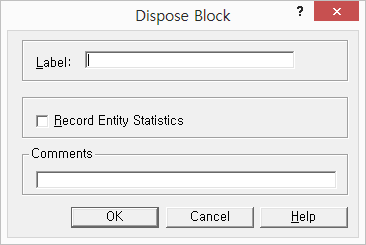 Dispose Block
?
Label:
Record Entity Statistics
Comments
OK Cancel Help